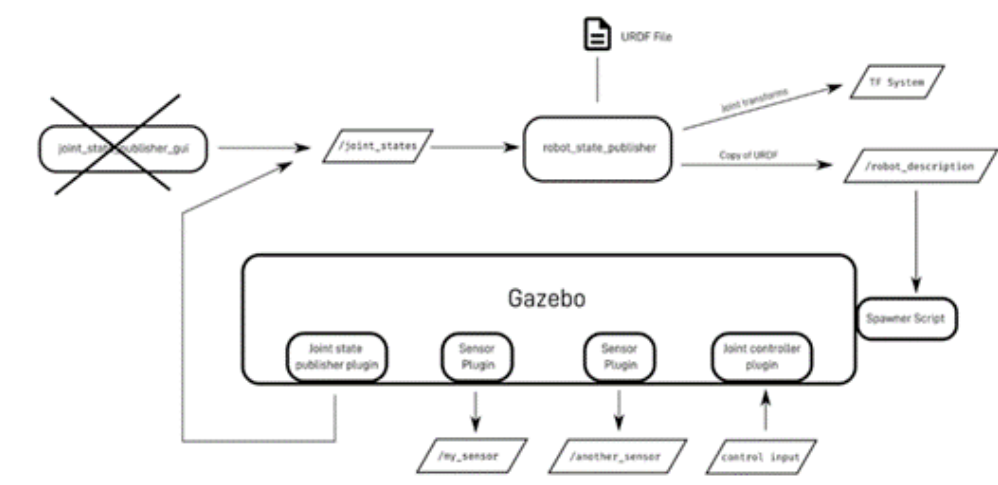 URDF File
Joint transforms
TF System
joint_state_publisher_gui
/joint_states
robot_state_publisher
Copy of URDF
/robot_description
Gazebo
Spawner Script
Joint state
publisher plugin
Sensor
Plugin
Sensor
Plugin
Joint controller
plugin
/my_sensor
/another_sensor
control input